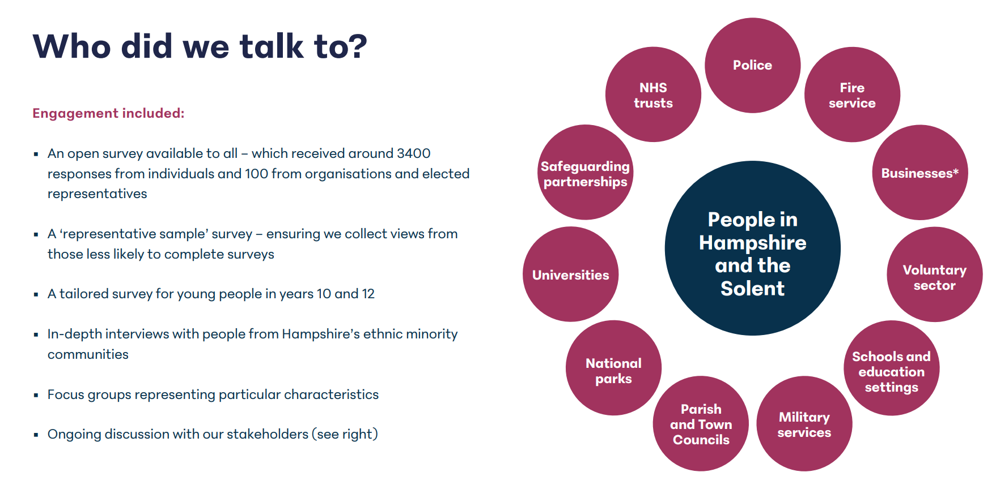 Who did we talk to?
Engagement included:
▪ An open survey available to all – which received around 3400
responses from individuals and 100 from organisations and elected
representatives
▪ A ‘representative sample’ survey – ensuring we collect views from
those less likely to complete surveys
▪ A tailored survey for young people in years 10 and 12
▪ In-depth interviews with people from Hampshire’s ethnic minority
communities
▪ Focus groups representing particular characteristics
▪ Ongoing discussion with our stakeholders (see right)
People in
Hampshire
and the
Solent
Police
Fire
service
Businesses*
Voluntary
sector
Schools and
education
settings
Military
services
Parish
and Town
Councils
National
parks
Universities
Safeguarding
partnerships
NHS
trusts